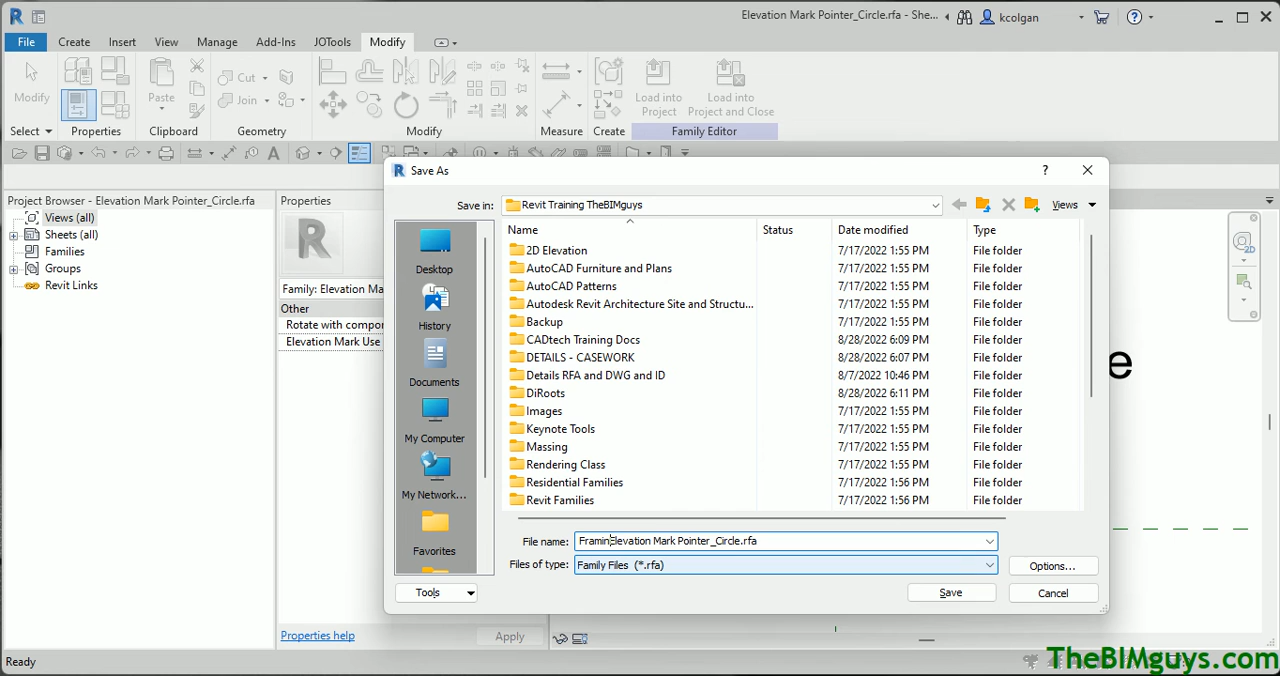 Elevation Mark Pointer_Circle.rfa - She...
kcolgan
File Create Insert View Manage Add-Ins JOTools Modify
Modify
Paste
Cut
Join
Load into Project
Load into Project and Close
Select Properties Clipboard Geometry Modify Measure Create Family Editor
Project Browser - Elevation Mark Pointer_Circle.rfa
Views (all)
Sheets (all)
Families
Groups
Revit Links
Properties
Family: Elevation Ma
Other
Rotate with compor
Elevation Mark Use
Properties help
Apply
Save As
Save in: Revit Training TheBIMguys
Views
Desktop
History
Documents
My Computer
My Network...
Favorites
Name Status Date modified Type
2D Elevation 7/17/2022 1:55 PM File folder
AutoCAD Furniture and Plans 7/17/2022 1:55 PM File folder
AutoCAD Patterns 7/17/2022 1:55 PM File folder
Autodesk Revit Architecture Site and Structu... 7/17/2022 1:55 PM File folder
Backup 7/17/2022 1:55 PM File folder
CADtech Training Docs 8/28/2022 6:09 PM File folder
DETAILS - CASEWORK 8/28/2022 6:07 PM File folder
Details RFA and DWG and ID 8/7/2022 10:46 PM File folder
DiRoots 8/28/2022 6:11 PM File folder
Images 7/17/2022 1:55 PM File folder
Keynote Tools 7/17/2022 1:55 PM File folder
Massing 7/17/2022 1:55 PM File folder
Rendering Class 7/17/2022 1:55 PM File folder
Residential Families 7/17/2022 1:56 PM File folder
Revit Families 7/17/2022 1:56 PM File folder
File name: FraminElevation Mark Pointer_Circle.rfa
Files of type: Family Files (*.rfa)
Options...
Tools
Save
Cancel
2D
e
Ready
TheBIMguys.com